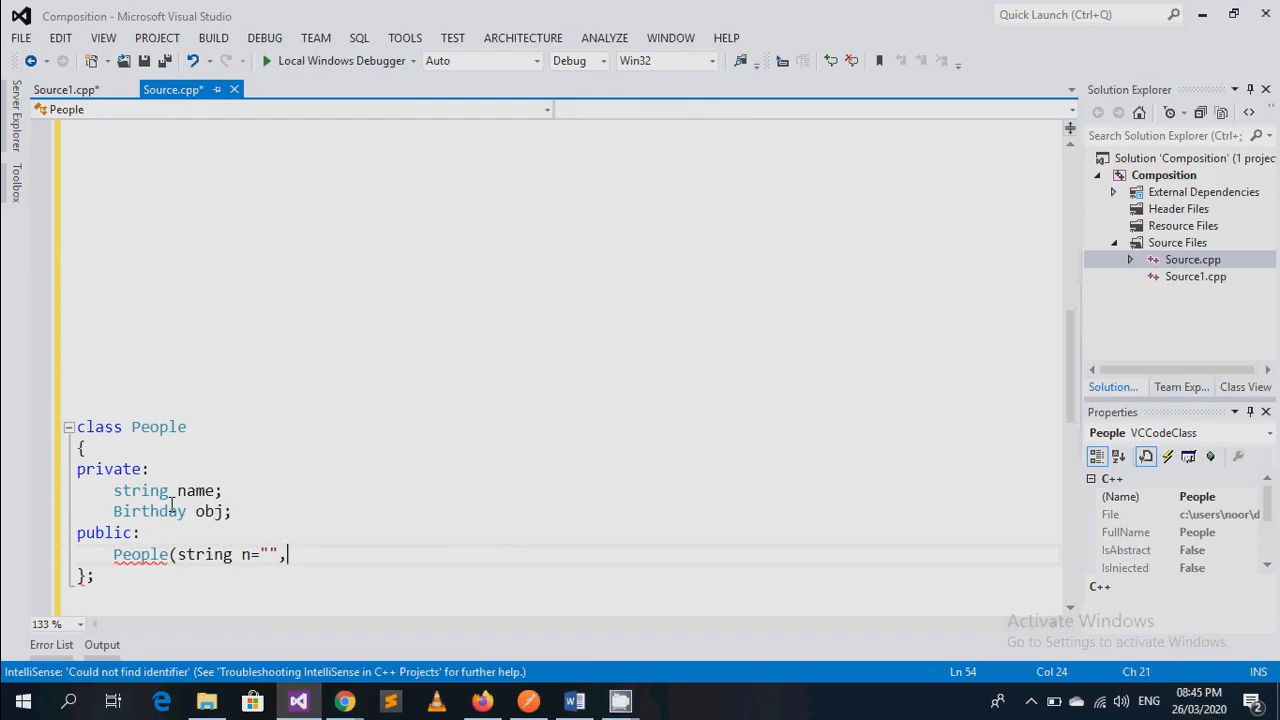 Composition - Microsoft Visual Studio
Quick Launch (Ctrl+Q)
FILE EDIT VIEW PROJECT BUILD DEBUG TEAM SQL TOOLS TEST ARCHITECTURE ANALYZE WINDOW HELP
Local Windows Debugger Auto Debug Win32
Source1.cpp* Source.cpp*
People
Server Explorer
Toolbox
Solution Explorer
Search Solution Explorer (Ctrl+;
Solution 'Composition' (1 projec
Composition
External Dependencies
Header Files
Resource Files
Source Files
Source.cpp
Source1.cpp
Solution... Team Exp... Class View
Properties
People VCCodeClass
C++
(Name) People
File c:\users\noor\d
FullName People
IsAbstract False
IsInjected False
C++
class People
{
private:
string name;
Birthday obj;
public:
People(string n="",
};
133 %
Error List Output
Activate Windows
Go to Settings to activate Windows.
IntelliSense: 'Could not find identifier' (See 'Troubleshooting IntelliSense in C++ Projects' for further help.) Ln 54 Col 24 Ch 21 INS
ENG
08:45 PM
26/03/2020
2